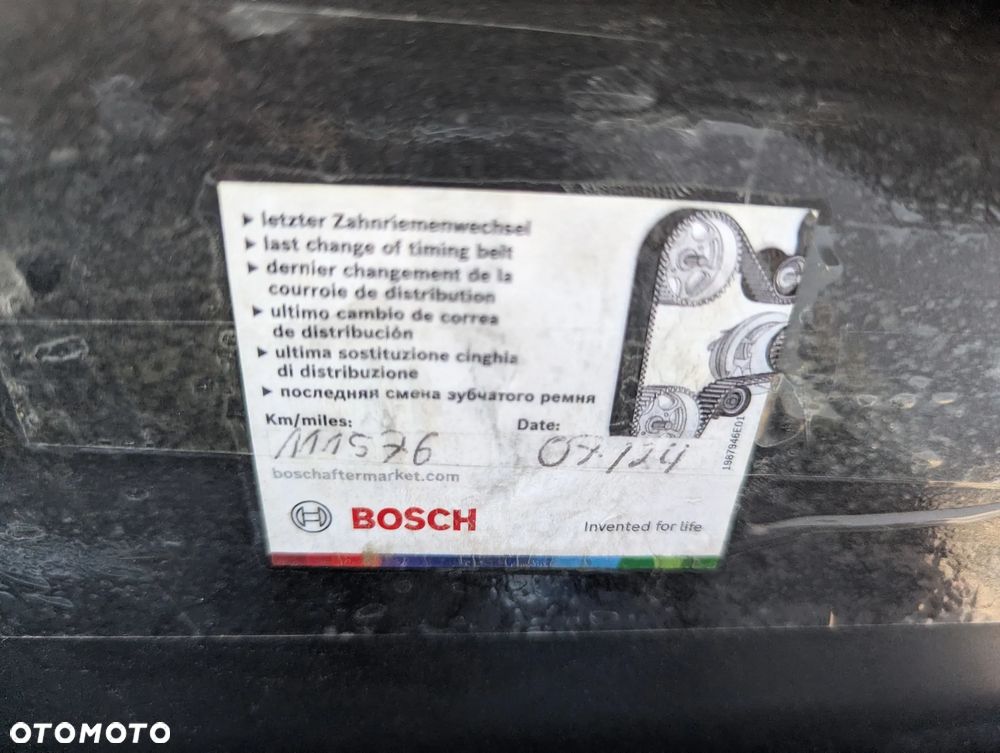 ▸ letzter Zahnriemenwechsel
▸ last change of timing belt
▸ dernier changement de la
courroie de distribution
▸ ultimo cambio de correa
de distribución
▸ ultima sostituzione cinghia
di distribuzione
▸ последняя смена зубчатого ремня
Km/miles: Date:
111576 07/24
boschaftermarket.com
1987946E01
BOSCH
Invented for life
OTOMOTO